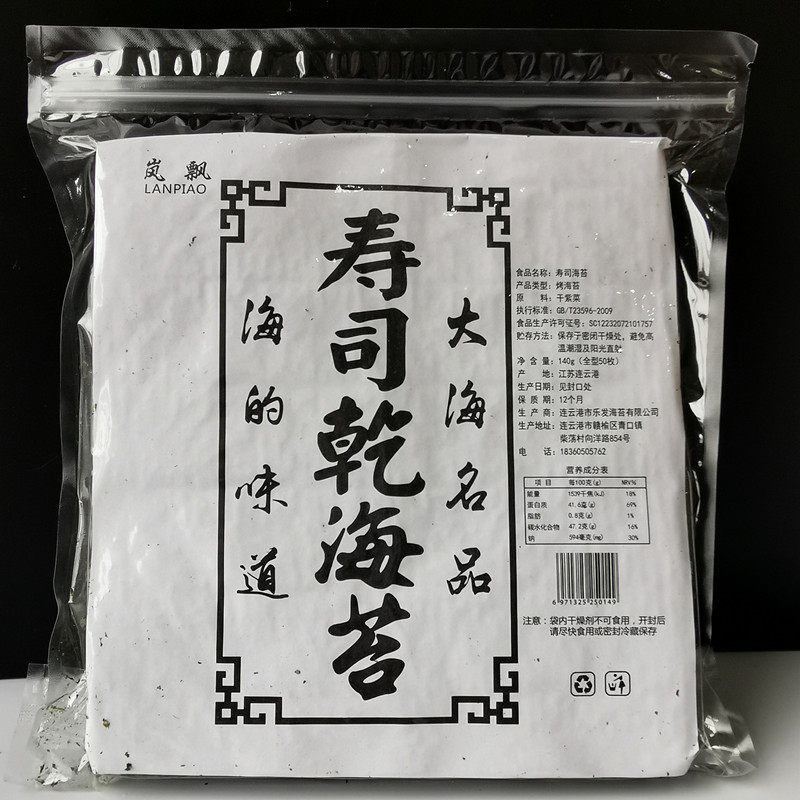 岚飘
LANPIAO
寿司乾海苔
大海名品
海的味道
食品名称：寿司海苔
产品类型：烤海苔
原 料：干紫菜
执行标准：GB/T23596-2009
食品生产许可证号：SC12232072101757
贮存方法：保存于密闭干燥处，避免高
温潮湿及阳光直射
净 含 量：140g（全型50枚）
产 地：江苏连云港
生产日期：见封口处
保 质 期：12个月
生 产 商：连云港市乐发海苔有限公司
生产地址：连云港市赣榆区青口镇
柴荡村向洋路854号
电 话：18360505762
营养成分表
项 目 每100克(g) NRV%
能量 1539千焦(kJ) 18%
蛋白质 41.6克(g) 69%
脂肪 0.8克(g) 1%
碳水化合物 47.2克(g) 16%
钠 594毫克(mg) 30%
6 971325 250149
注意：袋内干燥剂不可食用，开封后
请尽快食用或密封冷藏保存